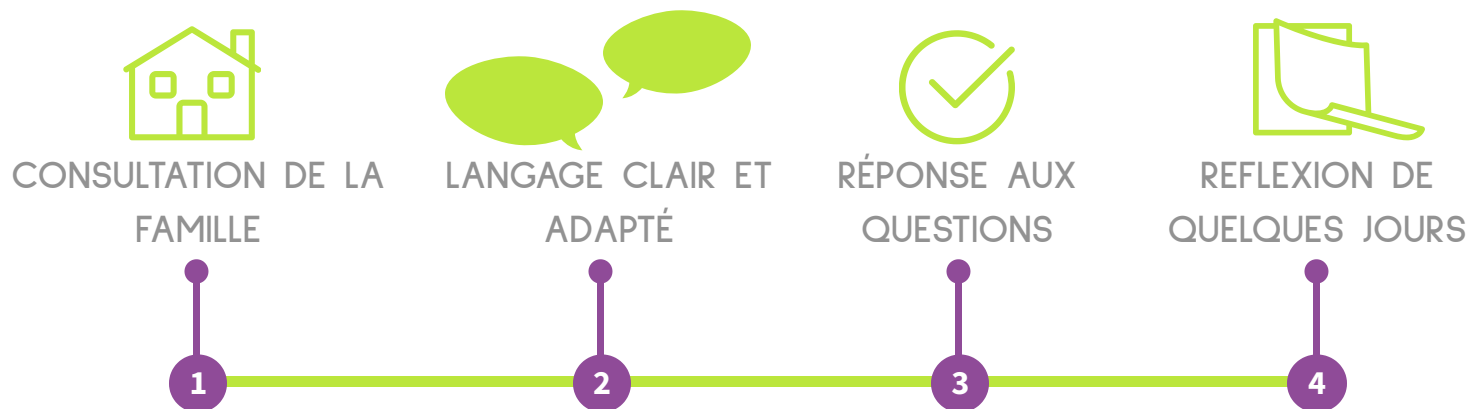 CONSULTATION DE LA
FAMILLE
LANGAGE CLAIR ET
ADAPTÉ
RÉPONSE AUX
QUESTIONS
REFLEXION DE
QUELQUES JOURS
1
2
3
4